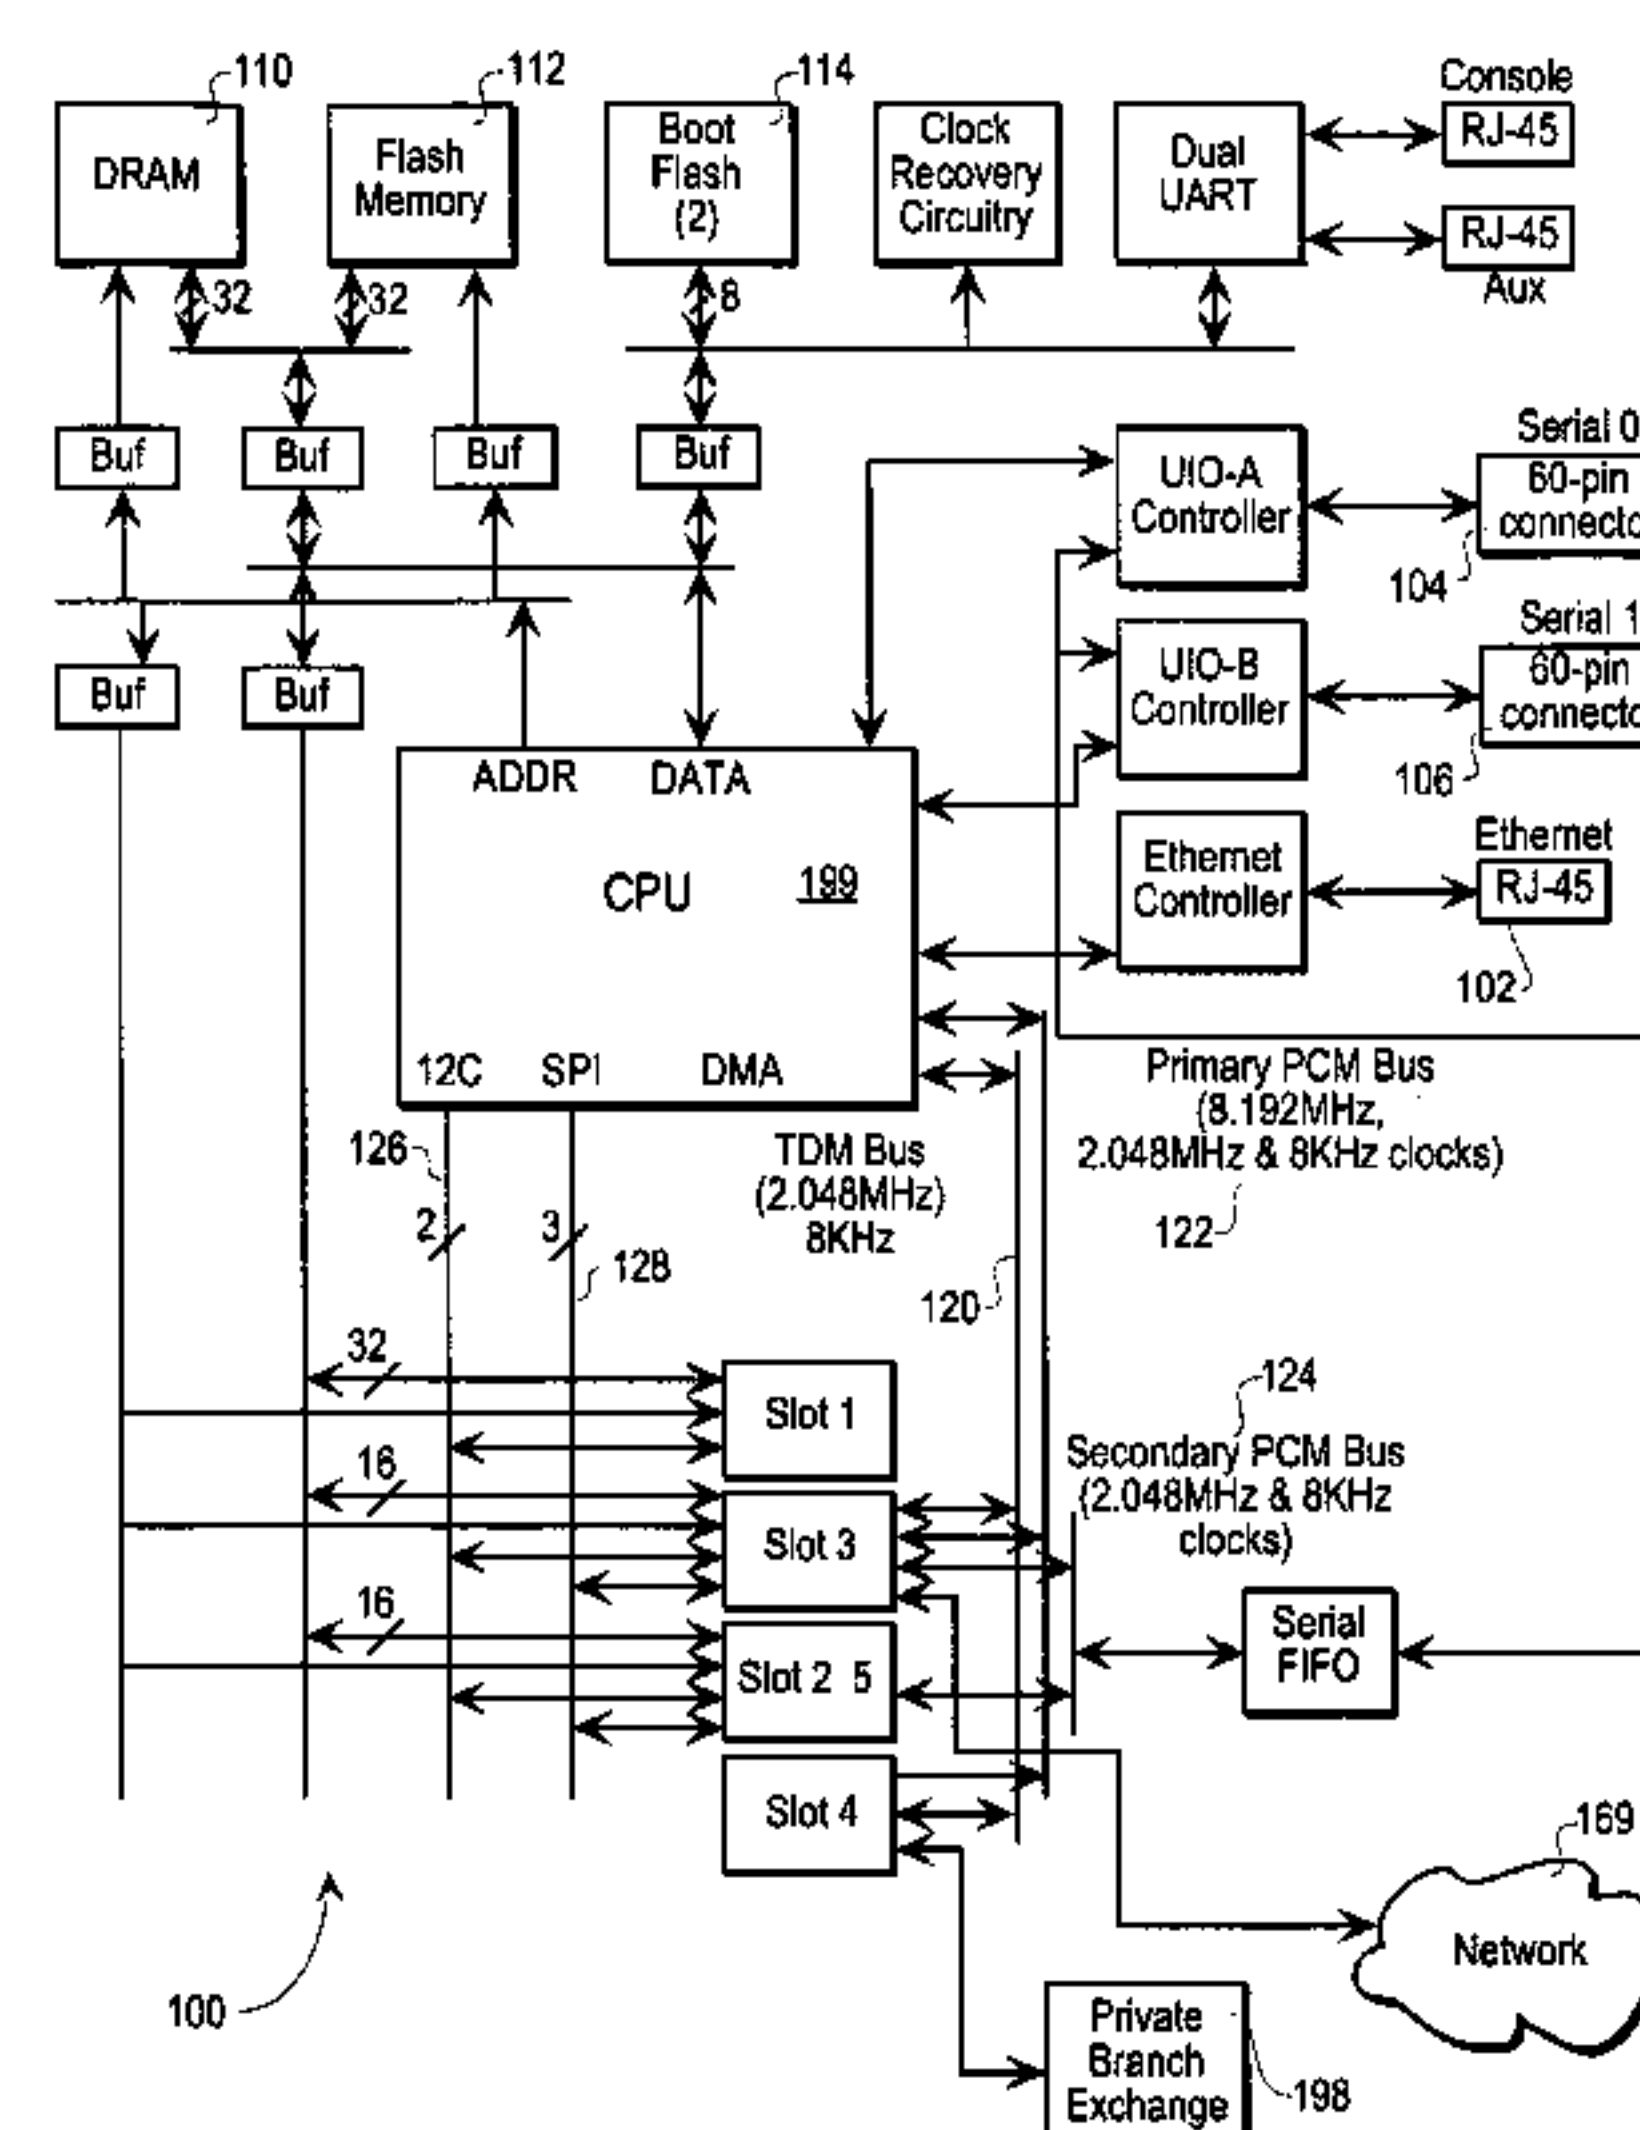 110
112
114
Console
RJ-45
DRAM
Flash
Memory
Boot
Flash
(2)
Clock
Recovery
Circuitry
Dual
UART
RJ-45
Aux
32
32
8
Buf
Buf
Buf
Buf
UIO-A
Controller
Serial 0
60-pin
connecto
104
Buf
Buf
UIO-B
Controller
Serial 1
60-pin
connecto
106
ADDR
DATA
CPU
199
Ethernet
Controller
Ethernet
RJ-45
102
12C
SPI
DMA
Primary PCM Bus
(8.192MHz,
2.048MHz & 8KHz clocks)
122
126
2
3
128
TDM Bus
(2.048MHz)
8KHz
120
32
Slot 1
124
Secondary PCM Bus
(2.048MHz & 8KHz
clocks)
16
Slot 3
16
Slot 2 5
Serial
FIFO
Slot 4
169
Network
100
Private
Branch
Exchange
198